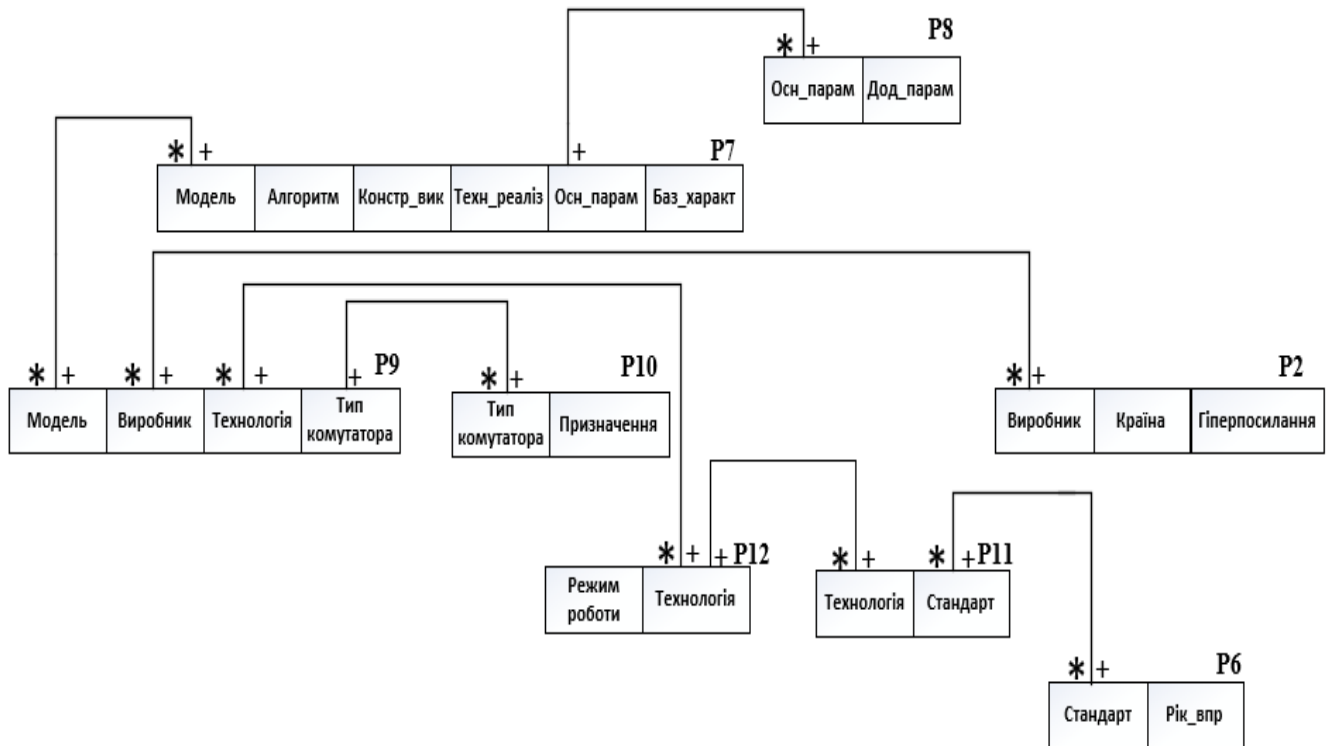 P8
* +
Осн_парам Дод_парам
* + + P7
Модель Алгоритм Констр_вик Техн_реаліз Осн_парам Баз_характ
* + * + * + + P9
Модель Виробник Технологія Тип комутатора
* + P10
Тип комутатора Призначення
* + P2
Виробник Країна Гіперпосилання
* + + P12
Режим роботи Технологія
* + * + P11
Технологія Стандарт
* + P6
Стандарт Рік_впр